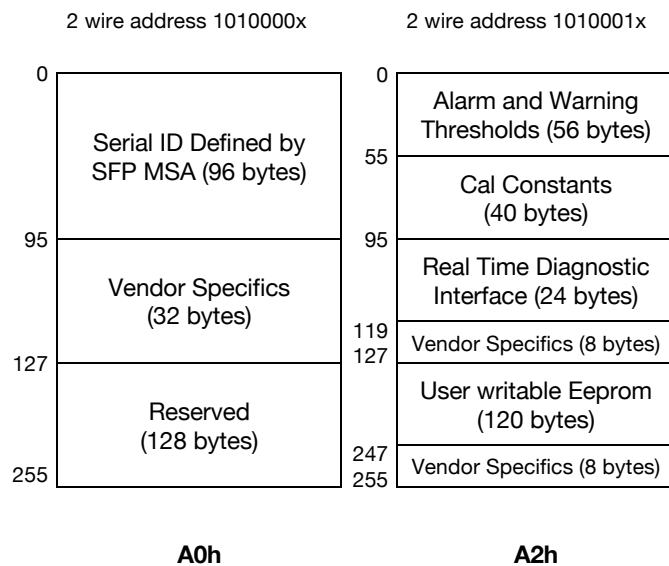 2 wire address 1010000x
0
Serial ID Defined by
SFP MSA (96 bytes)
95
Vendor Specifics
(32 bytes)
127
Reserved
(128 bytes)
255
A0h
2 wire address 1010001x
0
Alarm and Warning
Thresholds (56 bytes)
55
Cal Constants
(40 bytes)
95
Real Time Diagnostic
Interface (24 bytes)
119
Vendor Specifics (8 bytes)
127
User writable Eeprom
(120 bytes)
247
Vendor Specifics (8 bytes)
255
A2h